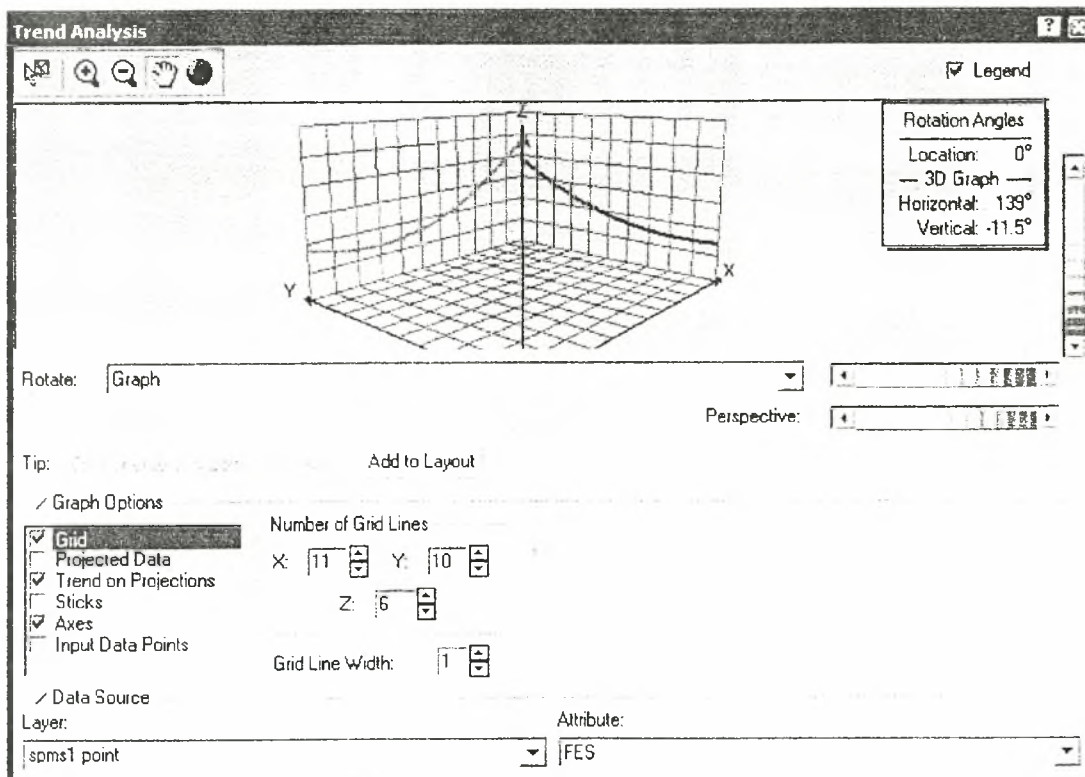 Trend Analysis
Legend
Rotation Angles
Location: 0°
3D Graph
Horizontal: 139°
Vertical: -11.5°
Z
Y
X
Rotate: Graph
Perspective:
Tip: Add to Layout
Graph Options
Grid
Projected Data
Trend on Projections
Sticks
Axes
Input Data Points
Number of Grid Lines
X: 11 Y: 10
Z: 6
Grid Line Width: 1
Data Source
Layer: Attribute:
spms1 point FES